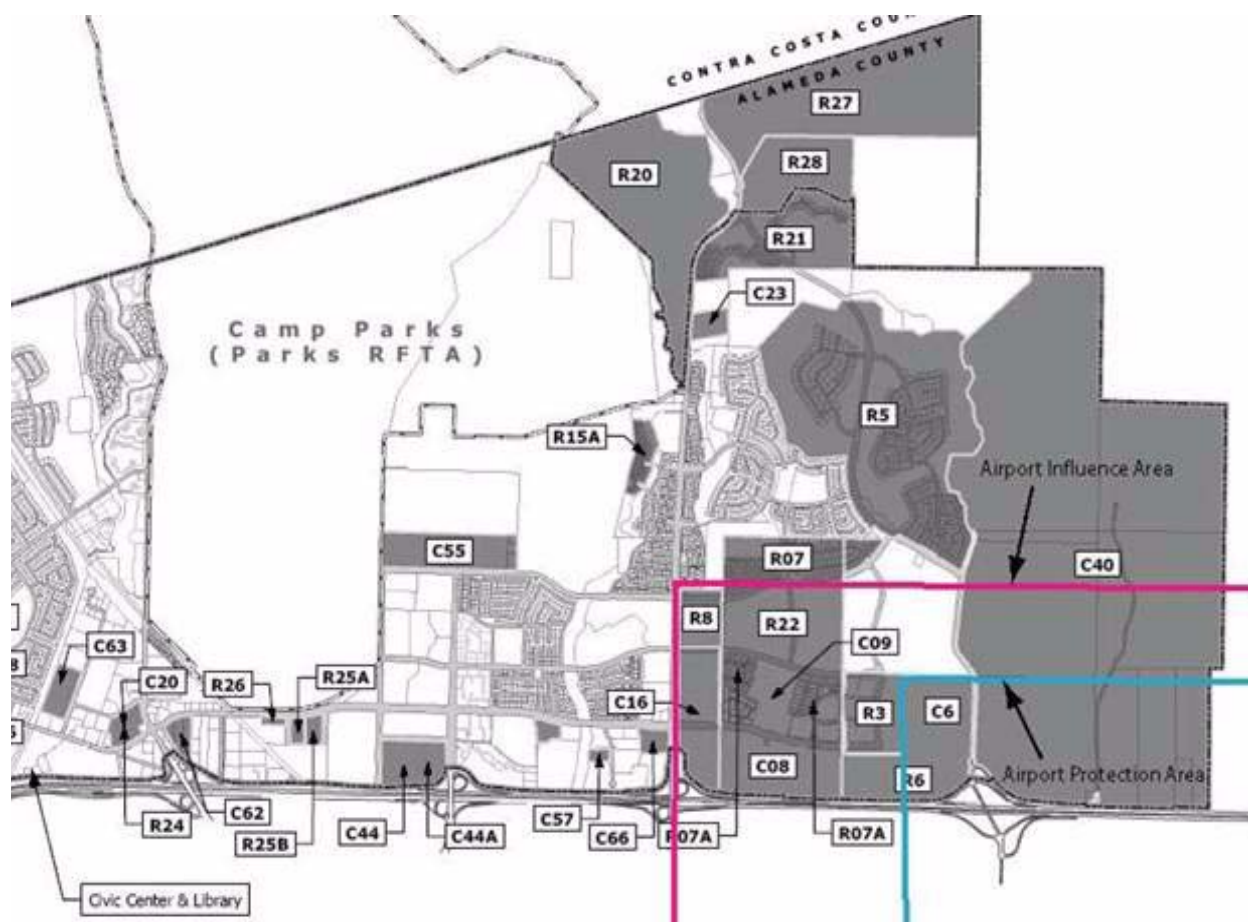 CONTRA COSTA COUN
ALAMEDA COUNTY
R27
R28
R20
R21
C23
Camp Parks
(Parks RFTA)
R5
R15A
Airport Influence Area
C55
R07
C40
R8
R22
C09
C63
C20
R26
R25A
C16
R3
C6
C08
R6
Airport Protection Area
R24
C62
R25B
C44
C44A
C57
C66
R07A
R07A
Civic Center & Library